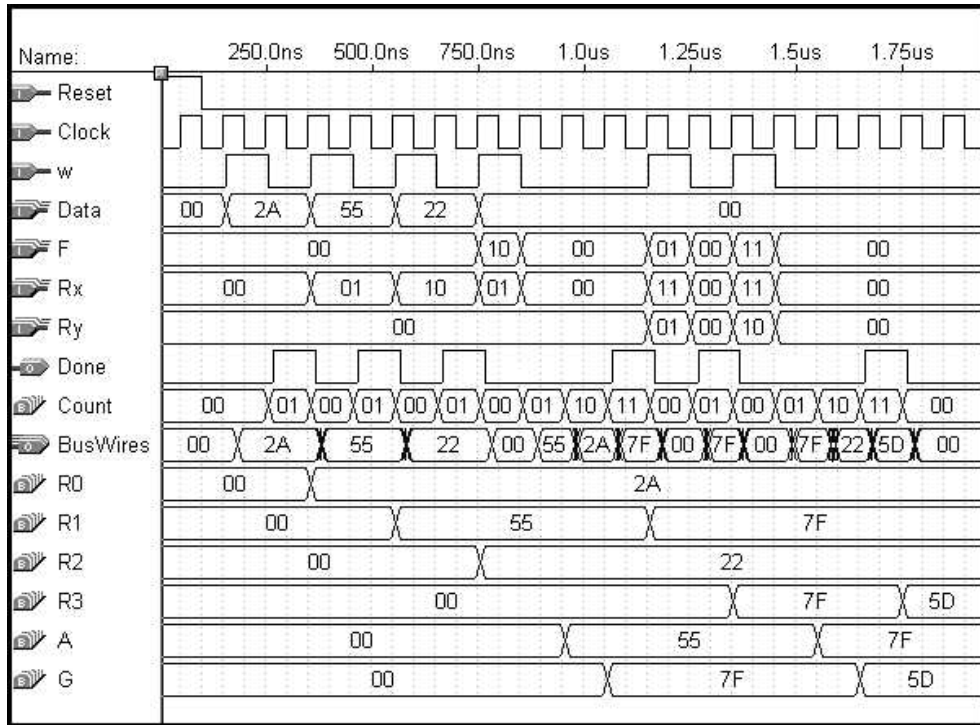 Name: 250.0ns 500.0ns 750.0ns 1.0us 1.25us 1.5us 1.75us
Reset
Clock
w
Data 00 2A 55 22 00
F 00 10 00 01 00 11 00
Rx 00 01 10 01 00 11 00 11 00
Ry 00 01 00 10 00
Done
Count 00 01 00 01 00 01 00 01 10 11 00 01 00 01 10 11 00
BusWires 00 2A 55 22 00 55 2A 7F 00 7F 00 7F 22 5D 00
R0 00 2A
R1 00 55 7F
R2 00 22
R3 00 7F 5D
A 00 55 7F
G 00 7F 5D